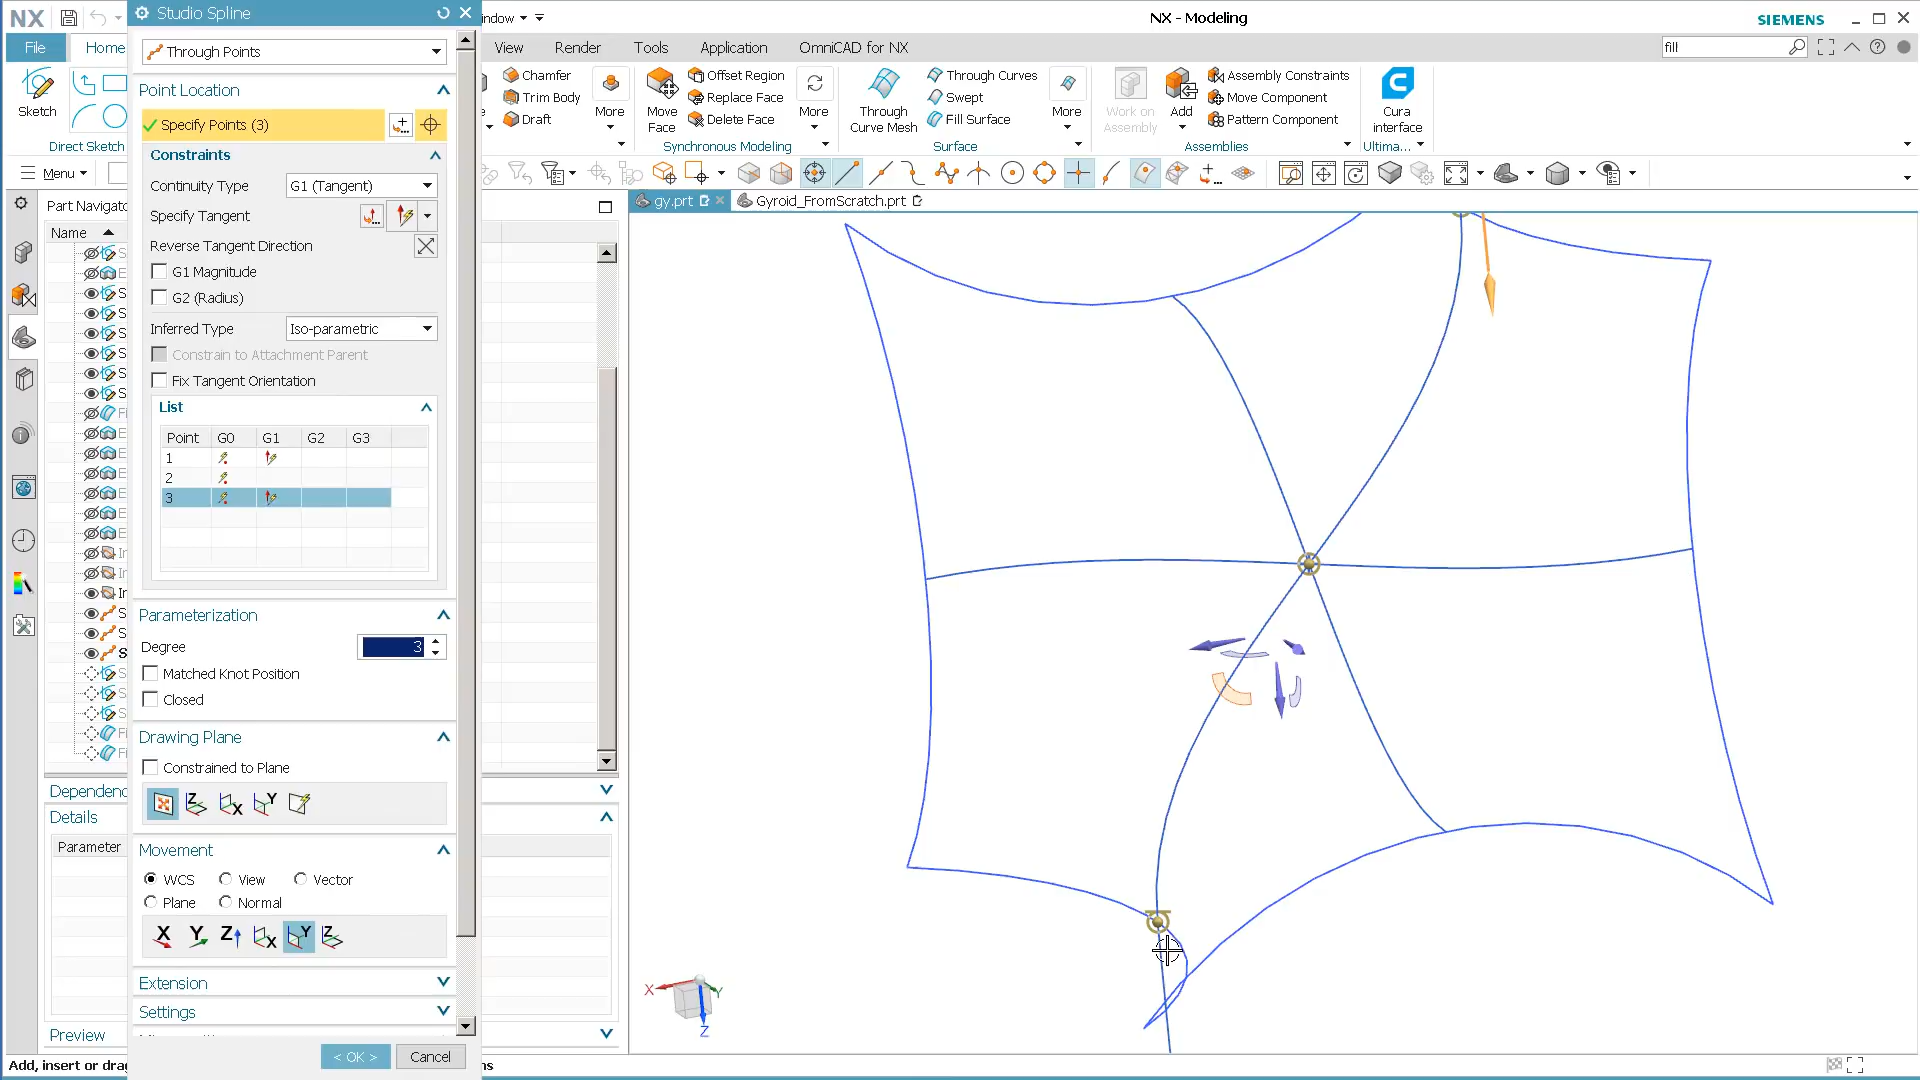 NX
Studio Spline
indow
NX - Modeling
SIEMENS
File
Home
Through Points
View
Render
Tools
Application
OmniCAD for NX
fill
Point Location
Sketch
Specify Points (3)
Direct Sketch
Chamfer
Trim Body
Draft
More
Move
Face
Offset Region
Replace Face
Delete Face
More
Synchronous Modeling
Through
Curve Mesh
Through Curves
Swept
Fill Surface
More
Surface
Work on
Assembly
Add
Assembly Constraints
Move Component
Pattern Component
Assemblies
Cura
interface
Ultima...
Menu
Constraints
Continuity Type
G1 (Tangent)
Specify Tangent
Reverse Tangent Direction
G1 Magnitude
G2 (Radius)
Inferred Type
Iso-parametric
Constrain to Attachment Parent
Fix Tangent Orientation
List
Point G0 G1 G2 G3
1
2
3
Parameterization
Degree
3
Matched Knot Position
Closed
Drawing Plane
Constrained to Plane
Movement
WCS
View
Vector
Plane
Normal
Extension
Settings
< OK >
Cancel
Part Navigato
Name
Dependenc
Details
Parameter
Preview
gy.prt
Gyroid_FromScratch.prt
X
Y
Z
Add, insert or drag
ns